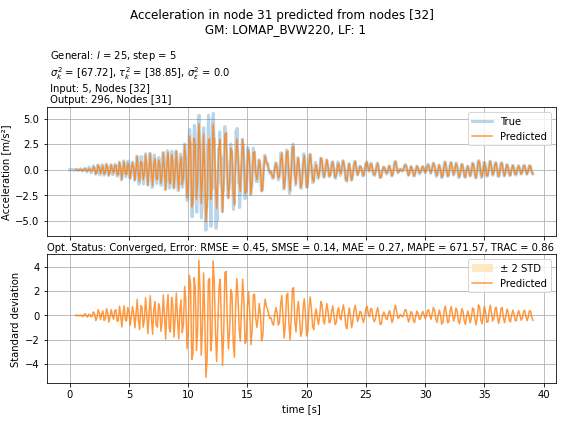 Acceleration in node 31 predicted from nodes [32]
GM: LOMAP_BVW220, LF: 1
General: l = 25, step = 5
σ²ₖ = [67.72], τ²ₖ = [38.85], σ²ε = 0.0
Input: 5, Nodes [32]
Output: 296, Nodes [31]
Acceleration [m/s²]
5.0
2.5
0.0
−2.5
−5.0
True
Predicted
Opt. Status: Converged, Error: RMSE = 0.45, SMSE = 0.14, MAE = 0.27, MAPE = 671.57, TRAC = 0.86
Standard deviation
4
2
0
−2
−4
± 2 STD
Predicted
0 5 10 15 20 25 30 35 40
time [s]